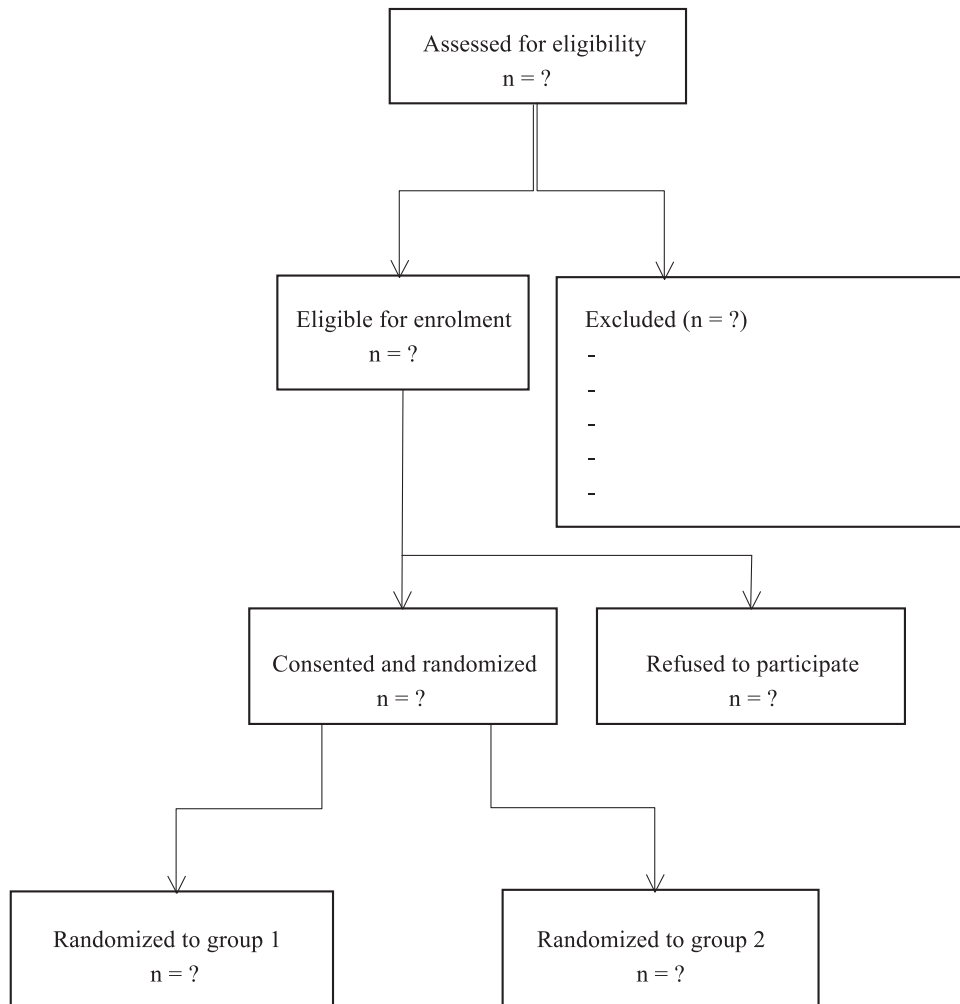 Assessed for eligibility
n = ?
Eligible for enrolment
n = ?
Excluded (n = ?)
-
-
-
-
-
Consented and randomized
n = ?
Refused to participate
n = ?
Randomized to group 1
n = ?
Randomized to group 2
n = ?